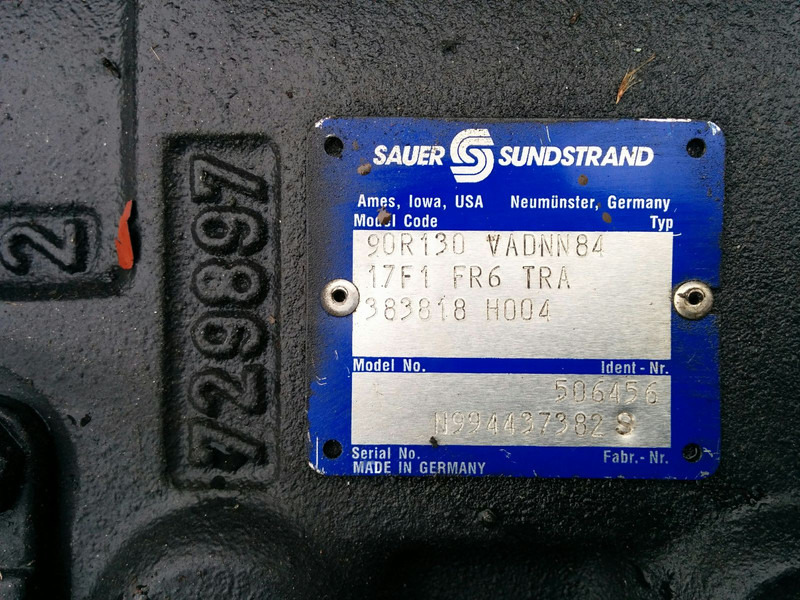 SAUER SUNDSTRAND
Ames, Iowa, USA Neumünster, Germany
Model Code Typ
90R130 VADNN84
17F1 FR6 TRA
383818 H004
Model No. Ident-Nr.
506456
N994437382 S
Serial No. Fabr.-Nr.
MADE IN GERMANY
729897
2